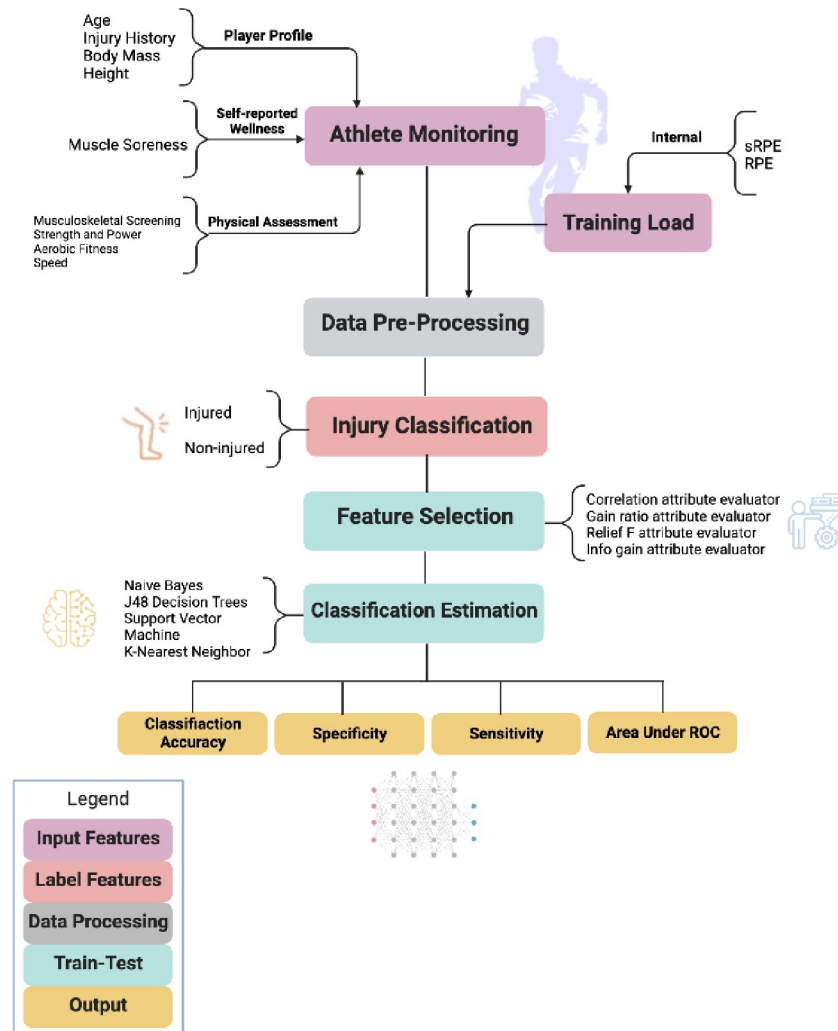 Age
Injury History
Body Mass
Height
Player Profile
Muscle Soreness
Self-reported
Wellness
Athlete Monitoring
Internal
sRPE
RPE
Musculoskeletal Screening
Strength and Power
Aerobic Fitness
Speed
Physical Assessment
Training Load
Data Pre-Processing
Injured
Non-injured
Injury Classification
Feature Selection
Correlation attribute evaluator
Gain ratio attribute evaluator
Relief F attribute evaluator
Info gain attribute evaluator
Naive Bayes
J48 Decision Trees
Support Vector
Machine
K-Nearest Neighbor
Classification Estimation
Classifiaction
Accuracy
Specificity
Sensitivity
Area Under ROC
Legend
Input Features
Label Features
Data Processing
Train-Test
Output